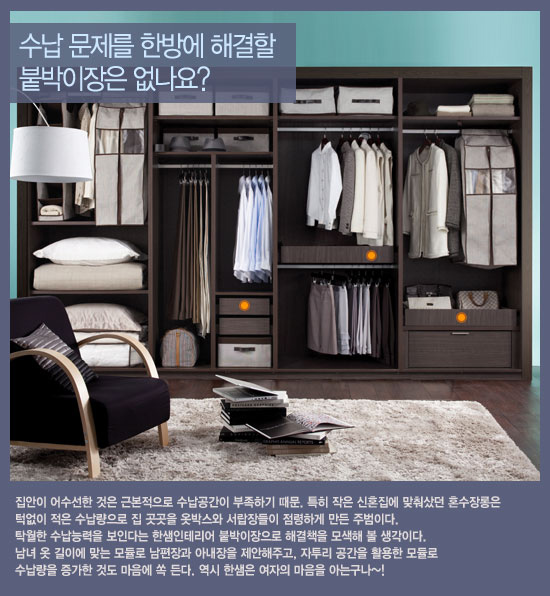 수납 문제를 한방에 해결할
붙박이장은 없나요?
집안이 어수선한 것은 근본적으로 수납공간이 부족하기 때문. 특히 작은 신혼집에 맞춰샀던 혼수장롱은
턱없이 적은 수납량으로 집 곳곳을 옷박스와 서랍장들이 점령하게 만든 주범이다.
탁월한 수납능력을 보인다는 한샘인테리어 붙박이장으로 해결책을 모색해 볼 생각이다.
남녀 옷 길이에 맞는 모듈로 남편장과 아내장을 제안해주고, 자투리 공간을 활용한 모듈로
수납량을 증가한 것도 마음에 쏙 든다. 역시 한샘은 여자의 마음을 아는구나~!